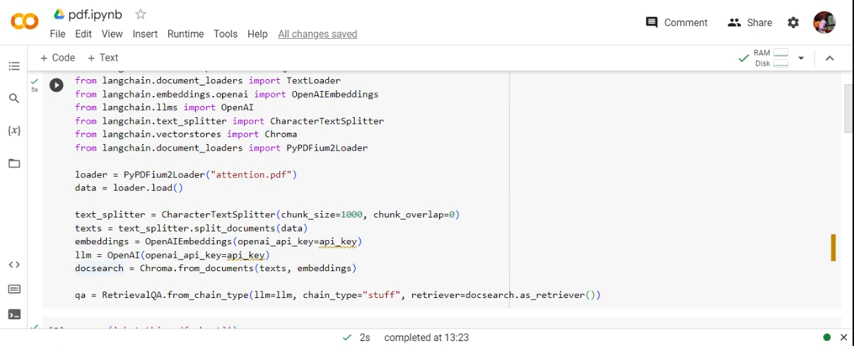 pdf.ipynb
File Edit View Insert Runtime Tools Help All changes saved
Comment Share
+ Code + Text
RAM
Disk
5s
from langchain.document_loaders import TextLoader
from langchain.embeddings.openai import OpenAIEmbeddings
from langchain.llms import OpenAI
from langchain.text_splitter import CharacterTextSplitter
from langchain.vectorstores import Chroma
from langchain.document_loaders import PyPDFium2Loader
loader = PyPDFium2Loader("attention.pdf")
data = loader.load()
text_splitter = CharacterTextSplitter(chunk_size=1000, chunk_overlap=0)
texts = text_splitter.split_documents(data)
embeddings = OpenAIEmbeddings(openai_api_key=api_key)
llm = OpenAI(openai_api_key=api_key)
docsearch = Chroma.from_documents(texts, embeddings)
qa = RetrievalQA.from_chain_type(llm=llm, chain_type="stuff", retriever=docsearch.as_retriever())
2s completed at 13:23